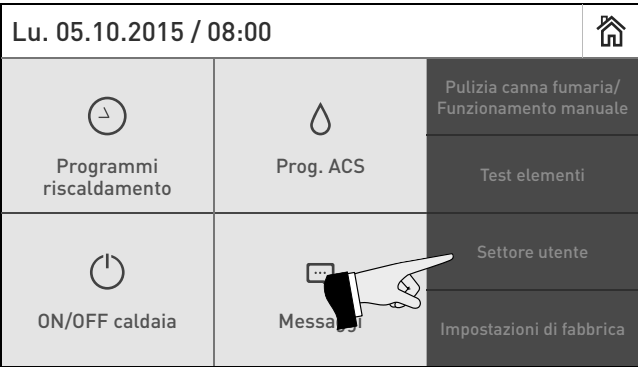 Lu. 05.10.2015 / 08:00
Programmi
riscaldamento
Prog. ACS
Pulizia canna fumaria/
Funzionamento manuale
Test elementi
ON/OFF caldaia
Messaggi
Settore utente
Impostazioni di fabbrica